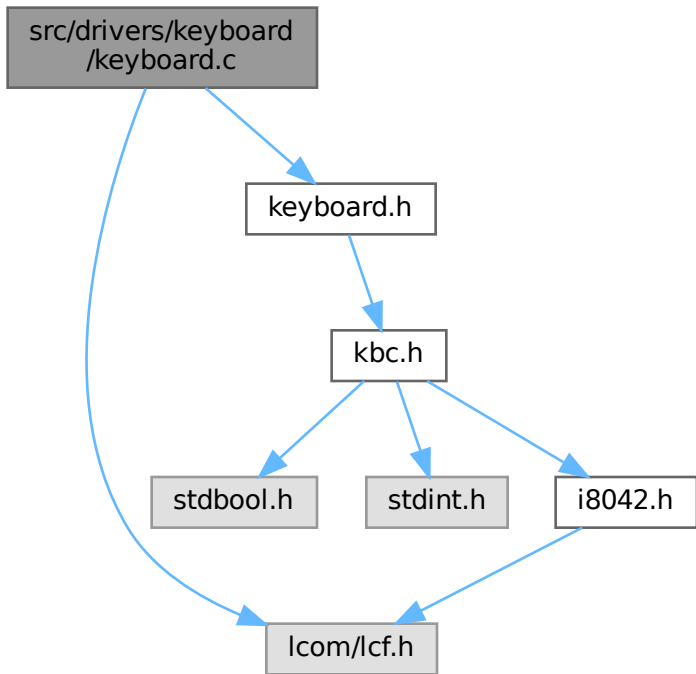 src/drivers/keyboard
/keyboard.c
keyboard.h
kbc.h
stdbool.h
stdint.h
i8042.h
lcom/lcf.h